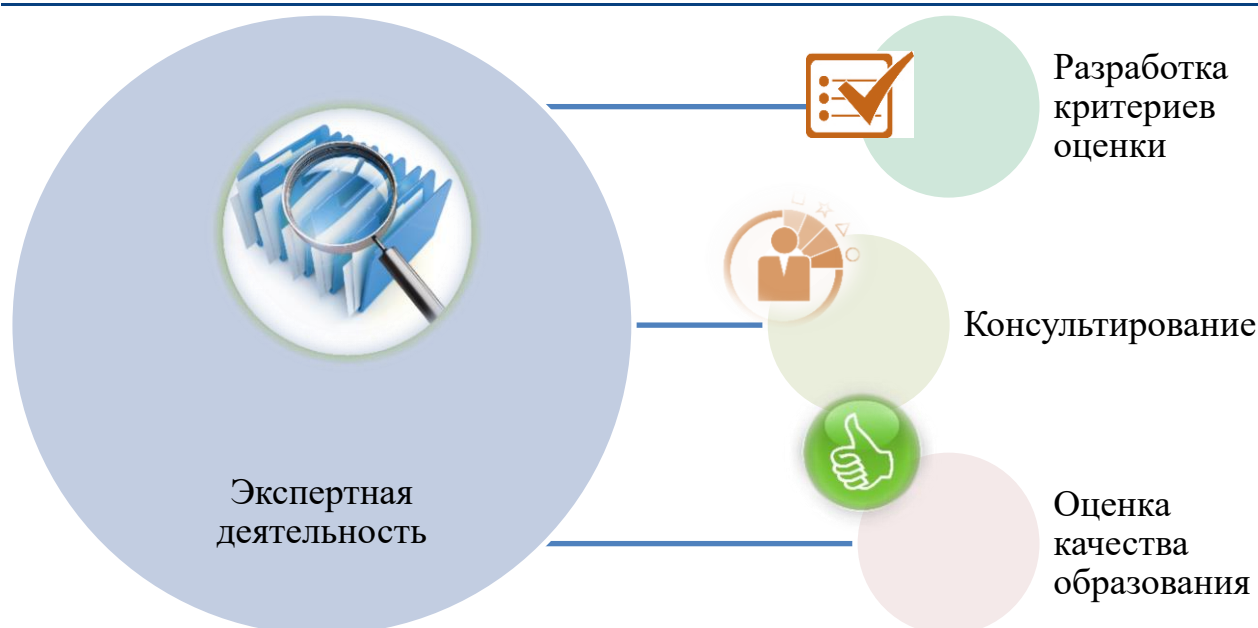 Экспертная
деятельность
Разработка
критериев
оценки
Консультирование
Оценка
качества
образования